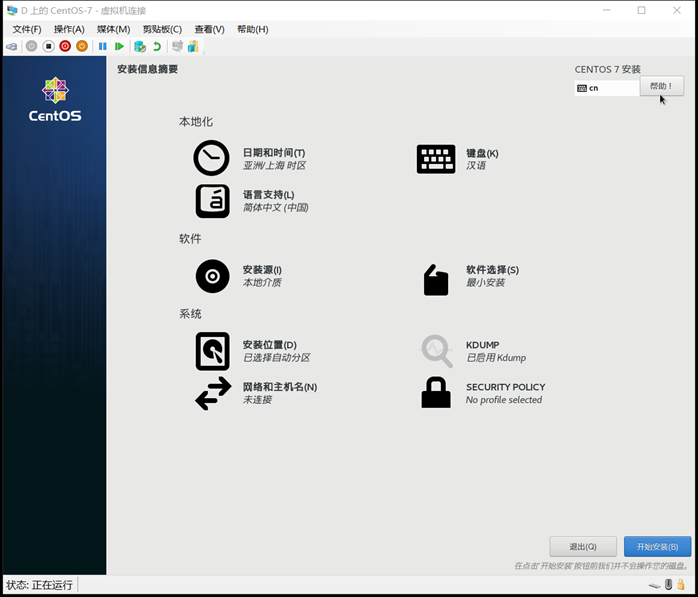 D 上的 CentOS-7 - 虚拟机连接
文件(F) 操作(A) 媒体(M) 剪贴板(C) 查看(V) 帮助(H)
安装信息摘要
CENTOS 7 安装
cn
帮助！
CentOS
本地化
日期和时间(T)
亚洲/上海 时区
键盘(K)
汉语
语言支持(L)
简体中文 (中国)
软件
安装源(I)
本地介质
软件选择(S)
最小安装
系统
安装位置(D)
已选择自动分区
KDUMP
已启用 Kdump
网络和主机名(N)
未连接
SECURITY POLICY
No profile selected
退出(Q)
开始安装(B)
在点击'开始安装'按钮前我们并不会操作您的磁盘。
状态: 正在运行